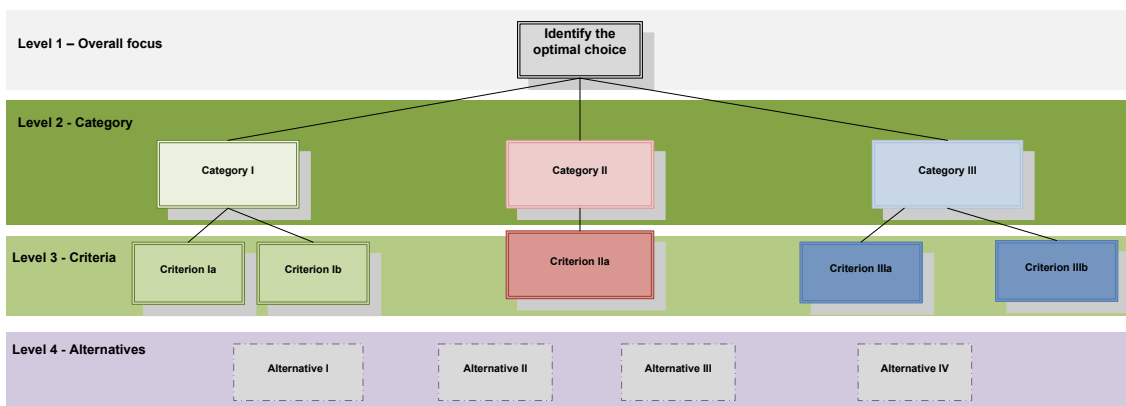 Level 1 – Overall focus
Identify the
optimal choice
Level 2 - Category
Category I
Category II
Category III
Level 3 - Criteria
Criterion Ia
Criterion Ib
Criterion IIa
Criterion IIIa
Criterion IIIb
Level 4 - Alternatives
Alternative I
Alternative II
Alternative III
Alternative IV